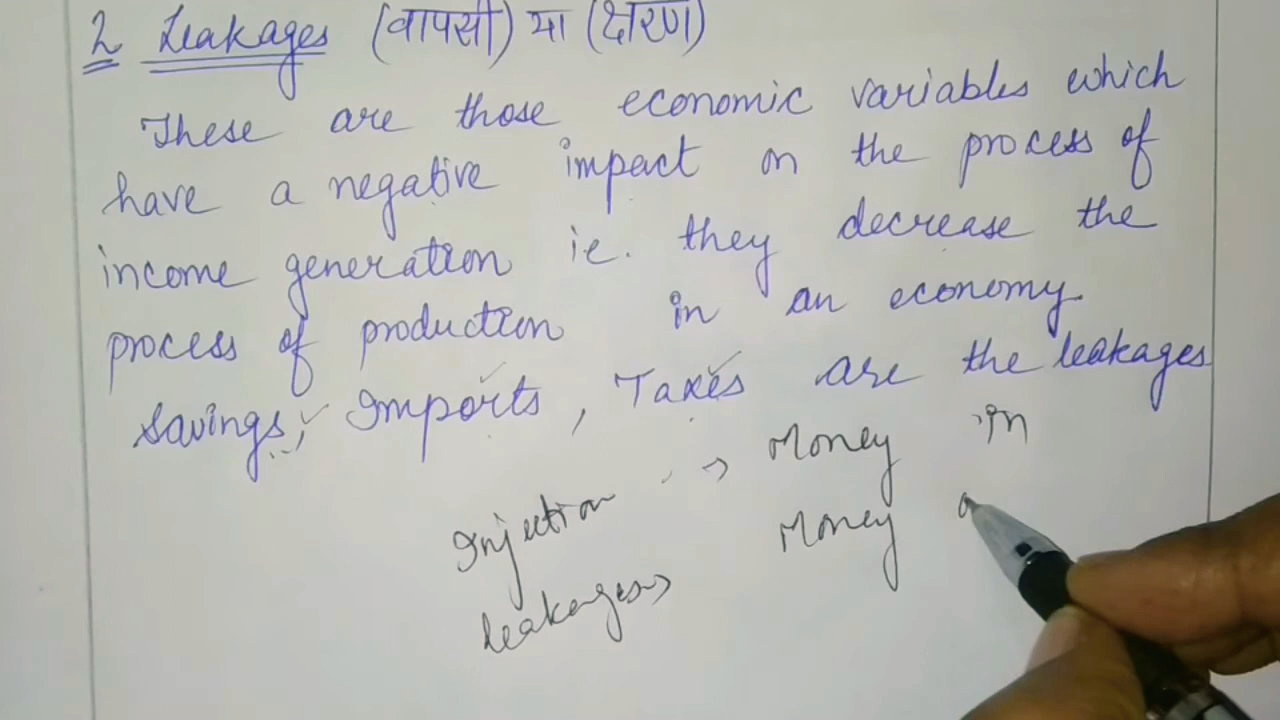 2 Leakages (वापसी) या (क्षरण)
These are those economic variables which
have a negative impact on the process of
income generation ie. they decrease the
process of production in an economy.
Savings, Imports, Taxes are the leakages
Injection → Money in
leakages → Money